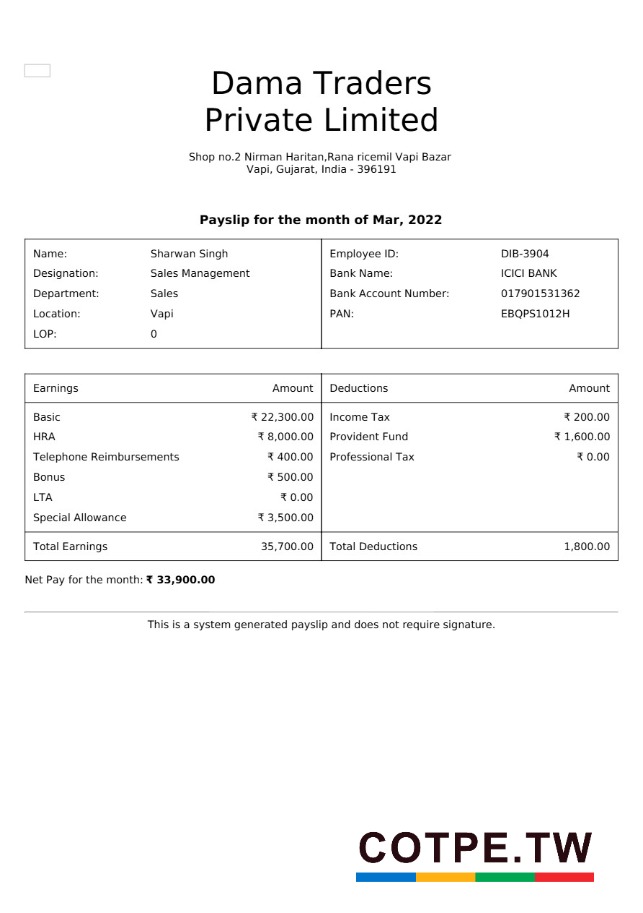 Dama Traders
Private Limited
Shop no.2 Nirman Haritan,Rana ricemil Vapi Bazar
Vapi, Gujarat, India - 396191
Payslip for the month of Mar, 2022
Name: Sharwan Singh Employee ID: DIB-3904
Designation: Sales Management Bank Name: ICICI BANK
Department: Sales Bank Account Number: 017901531362
Location: Vapi PAN: EBQPS1012H
LOP: 0
Earnings Amount Deductions Amount
Basic ₹ 22,300.00 Income Tax ₹ 200.00
HRA ₹ 8,000.00 Provident Fund ₹ 1,600.00
Telephone Reimbursements ₹ 400.00 Professional Tax ₹ 0.00
Bonus ₹ 500.00
LTA ₹ 0.00
Special Allowance ₹ 3,500.00
Total Earnings 35,700.00 Total Deductions 1,800.00
Net Pay for the month: ₹ 33,900.00
This is a system generated payslip and does not require signature.
COTPE.TW